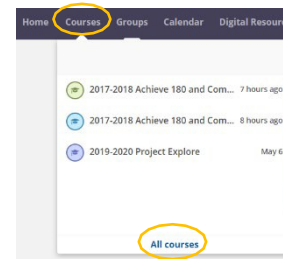 Home Courses Groups Calendar Digital Resour
2017-2018 Achieve 180 and Com... 7 hours ago
2017-2018 Achieve 180 and Com... 8 hours ago
2019-2020 Project Explore May 6
All courses